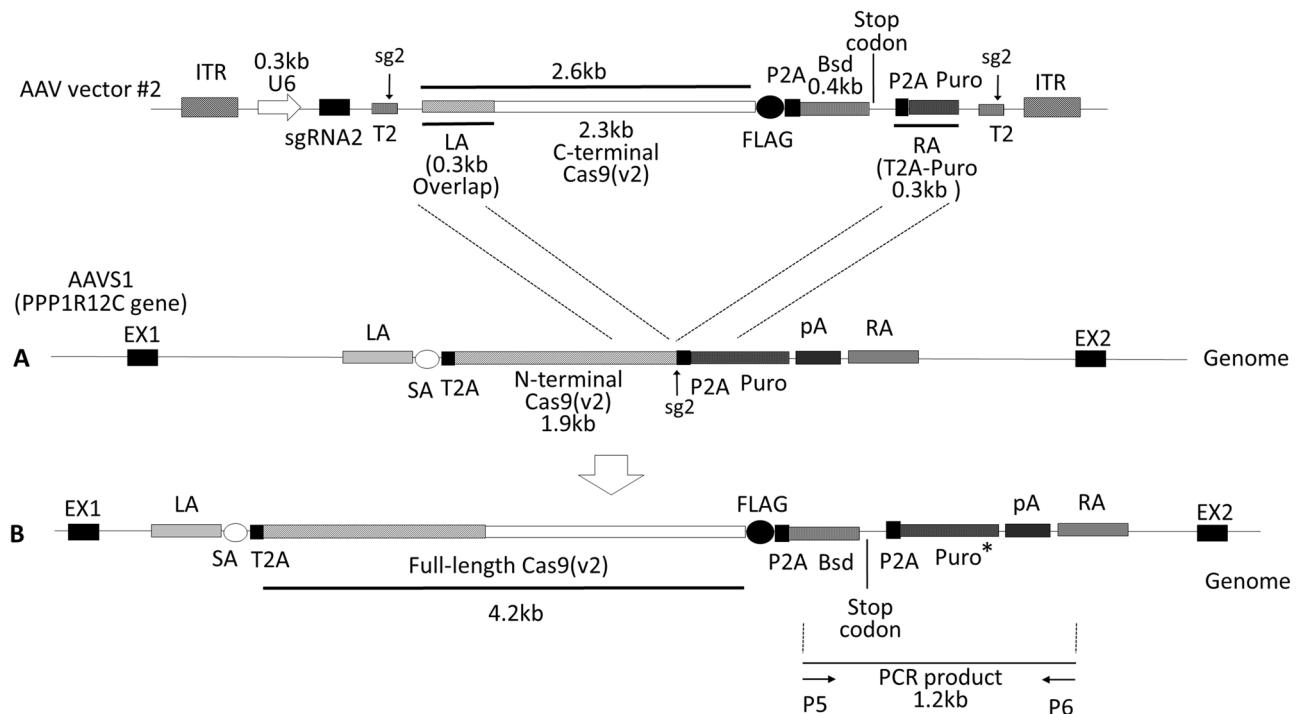 AAV vector #2
ITR
0.3kb
U6
sgRNA2
sg2
T2
2.6kb
LA
(0.3kb
Overlap)
2.3kb
C-terminal
Cas9(v2)
FLAG
P2A
Bsd
0.4kb
Stop
codon
P2A Puro
RA
(T2A-Puro
0.3kb )
sg2
T2
ITR
AAVS1
(PPP1R12C gene)
A
EX1
LA
SA
T2A
N-terminal
Cas9(v2)
1.9kb
sg2
P2A
Puro
pA
RA
EX2
Genome
B
EX1
LA
SA
T2A
Full-length Cas9(v2)
4.2kb
FLAG
P2A
Bsd
Stop
codon
P2A
Puro*
pA
RA
EX2
Genome
PCR product
1.2kb
P5
P6